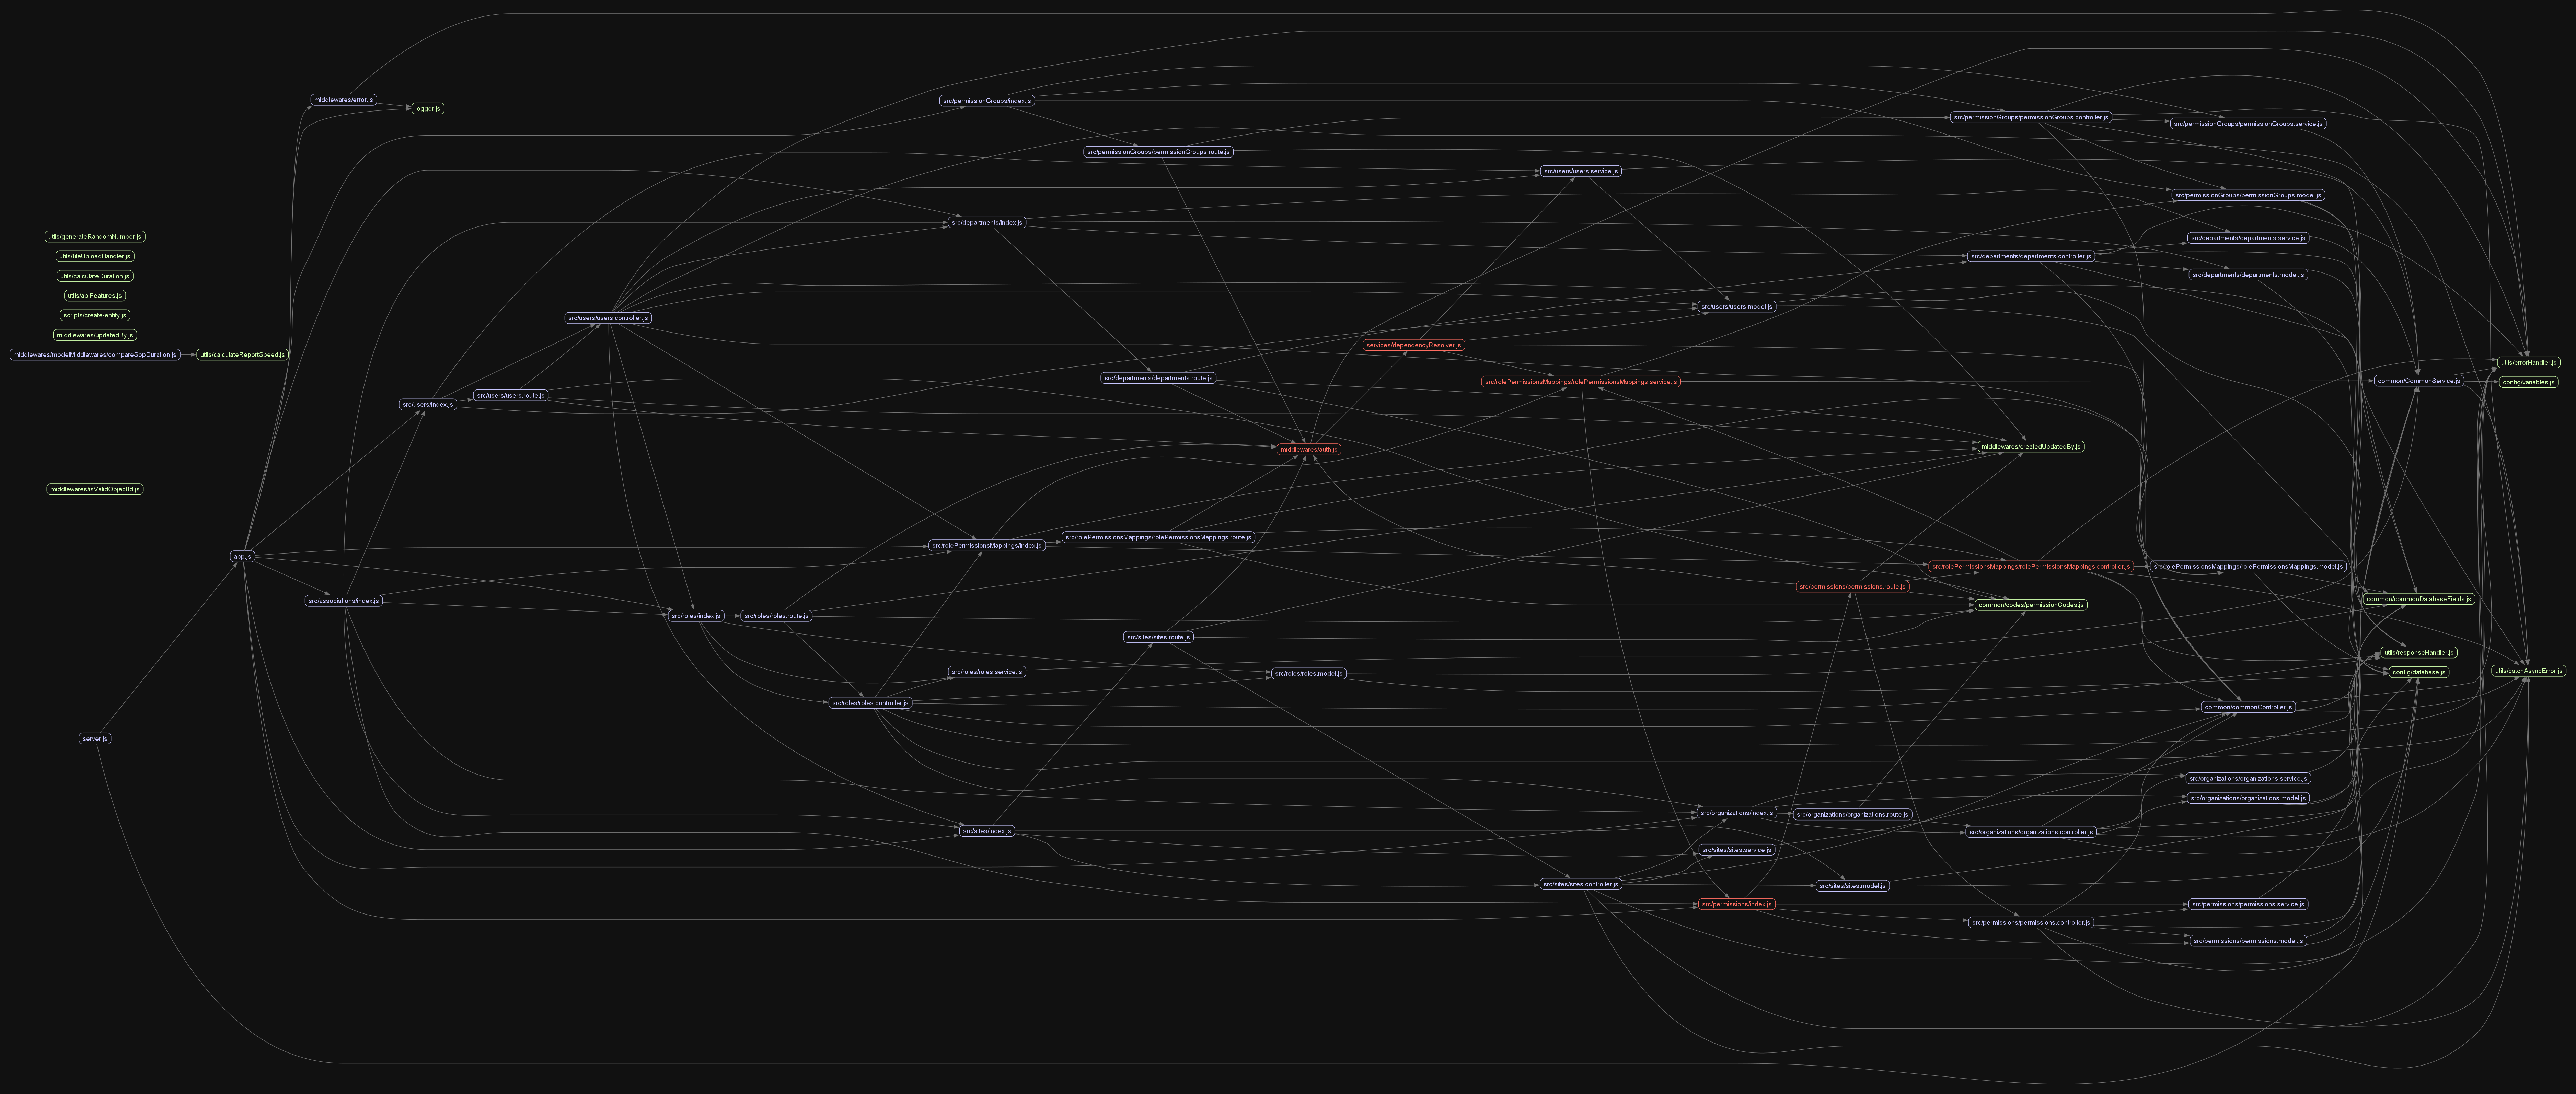 middlewares/error.js
logger.js
src/permissionGroups/index.js
src/permissionGroups/permissionGroups.controller.js
src/permissionGroups/permissionGroups.service.js
src/permissionGroups/permissionGroups.route.js
src/users/users.service.js
src/permissionGroups/permissionGroups.model.js
src/departments/index.js
utils/generateRandomNumber.js
src/departments/departments.service.js
utils/fileUploadHandler.js
src/departments/departments.controller.js
utils/calculateDuration.js
src/departments/departments.model.js
utils/apiFeatures.js
src/users/users.model.js
scripts/create-entity.js
src/users/users.controller.js
middlewares/updatedBy.js
services/dependencyResolver.js
middlewares/modelMiddlewares/compareSopDuration.js
utils/calculateReportSpeed.js
utils/errorHandler.js
src/departments/departments.route.js
src/rolePermissionsMappings/rolePermissionsMappings.service.js
common/CommonService.js
config/variables.js
src/users/users.route.js
src/users/index.js
middlewares/auth.js
middlewares/createdUpdatedBy.js
middlewares/isValidObjectId.js
src/rolePermissionsMappings/rolePermissionsMappings.route.js
src/rolePermissionsMappings/index.js
app.js
src/rolePermissionsMappings/rolePermissionsMappings.controller.js
src/rolePermissionsMappings/rolePermissionsMappings.model.js
src/permissions/permissions.route.js
src/associations/index.js
common/codes/permissionCodes.js
common/commonDatabaseFields.js
src/roles/index.js
src/roles/roles.route.js
src/sites/sites.route.js
utils/responseHandler.js
src/roles/roles.service.js
src/roles/roles.model.js
config/database.js
utils/catchAsyncError.js
src/roles/roles.controller.js
common/commonController.js
server.js
src/organizations/organizations.service.js
src/organizations/organizations.model.js
src/organizations/index.js
src/organizations/organizations.route.js
src/sites/index.js
src/organizations/organizations.controller.js
src/sites/sites.service.js
src/sites/sites.controller.js
src/sites/sites.model.js
src/permissions/index.js
src/permissions/permissions.service.js
src/permissions/permissions.controller.js
src/permissions/permissions.model.js